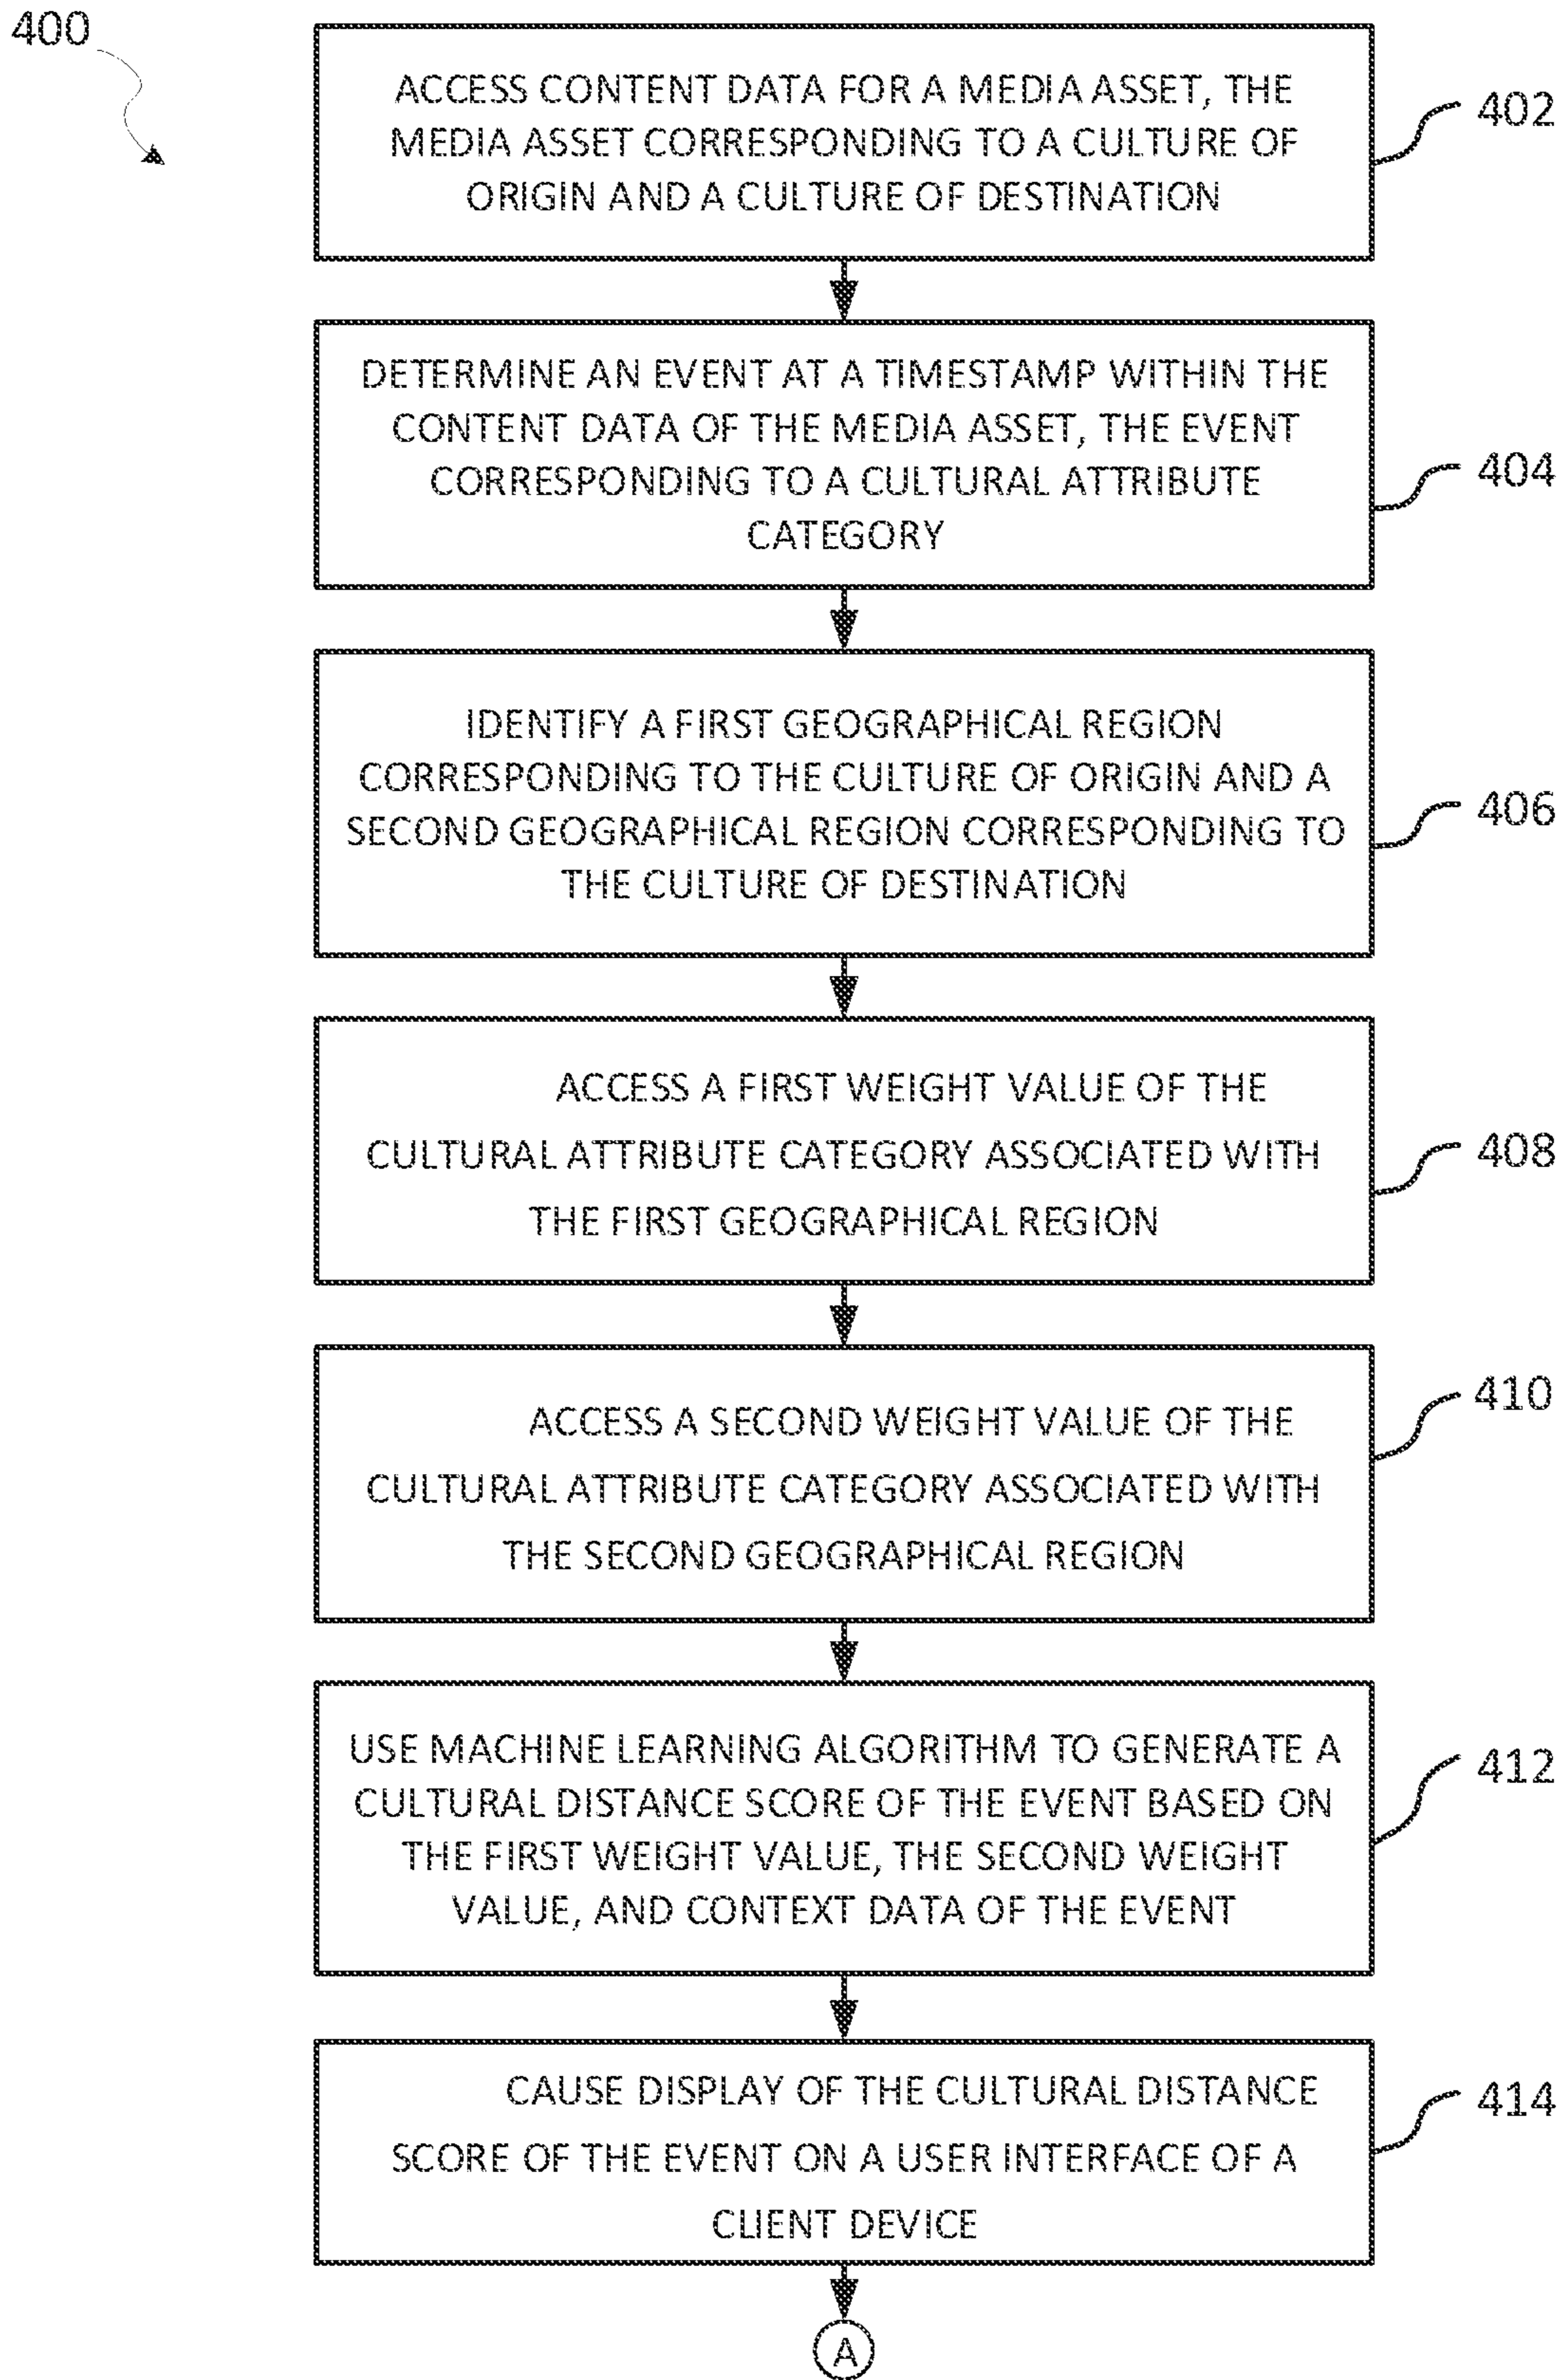 400
ACCESS CONTENT DATA FOR A MEDIA ASSET, THE
MEDIA ASSET CORRESPONDING TO A CULTURE OF
ORIGIN AND A CULTURE OF DESTINATION
402
DETERMINE AN EVENT AT A TIMESTAMP WITHIN THE
CONTENT DATA OF THE MEDIA ASSET, THE EVENT
CORRESPONDING TO A CULTURAL ATTRIBUTE
CATEGORY
404
IDENTIFY A FIRST GEOGRAPHICAL REGION
CORRESPONDING TO THE CULTURE OF ORIGIN AND A
SECOND GEOGRAPHICAL REGION CORRESPONDING TO
THE CULTURE OF DESTINATION
406
ACCESS A FIRST WEIGHT VALUE OF THE
CULTURAL ATTRIBUTE CATEGORY ASSOCIATED WITH
THE FIRST GEOGRAPHICAL REGION
408
ACCESS A SECOND WEIGHT VALUE OF THE
CULTURAL ATTRIBUTE CATEGORY ASSOCIATED WITH
THE SECOND GEOGRAPHICAL REGION
410
USE MACHINE LEARNING ALGORITHM TO GENERATE A
CULTURAL DISTANCE SCORE OF THE EVENT BASED ON
THE FIRST WEIGHT VALUE, THE SECOND WEIGHT
VALUE, AND CONTEXT DATA OF THE EVENT
412
CAUSE DISPLAY OF THE CULTURAL DISTANCE
SCORE OF THE EVENT ON A USER INTERFACE OF A
CLIENT DEVICE
414
A